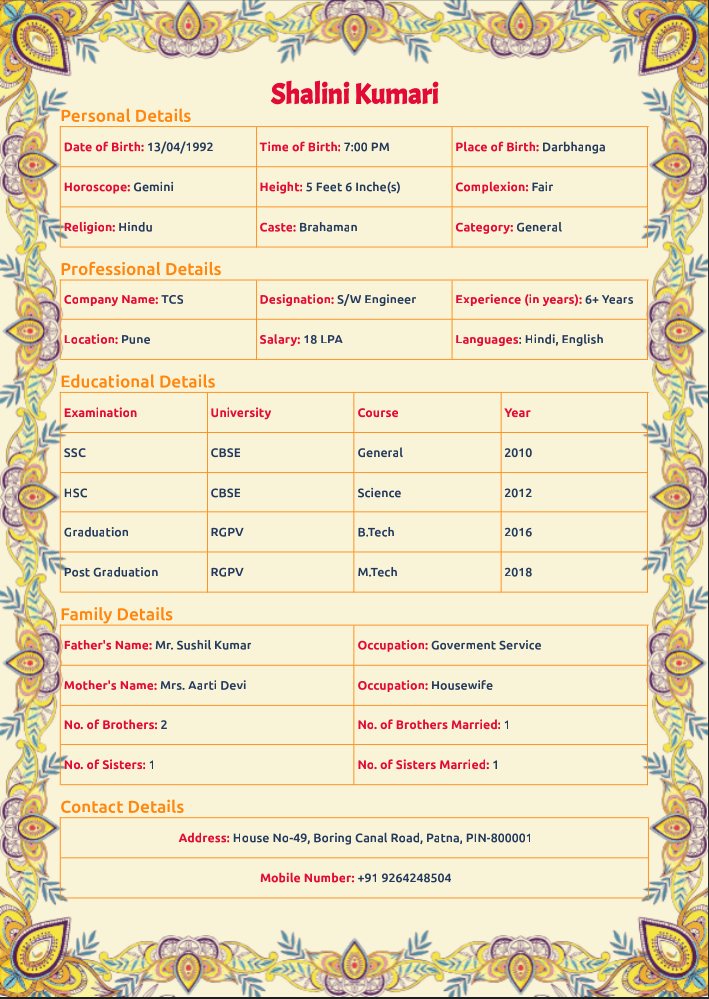 Shalini Kumari
Personal Details
Date of Birth: 13/04/1992 Time of Birth: 7:00 PM Place of Birth: Darbhanga
Horoscope: Gemini Height: 5 Feet 6 Inche(s) Complexion: Fair
Religion: Hindu Caste: Brahaman Category: General
Professional Details
Company Name: TCS Designation: S/W Engineer Experience (in years): 6+ Years
Location: Pune Salary: 18 LPA Languages: Hindi, English
Educational Details
Examination University Course Year
SSC CBSE General 2010
HSC CBSE Science 2012
Graduation RGPV B.Tech 2016
Post Graduation RGPV M.Tech 2018
Family Details
Father's Name: Mr. Sushil Kumar Occupation: Goverment Service
Mother's Name: Mrs. Aarti Devi Occupation: Housewife
No. of Brothers: 2 No. of Brothers Married: 1
No. of Sisters: 1 No. of Sisters Married: 1
Contact Details
Address: House No-49, Boring Canal Road, Patna, PIN-800001
Mobile Number: +91 9264248504